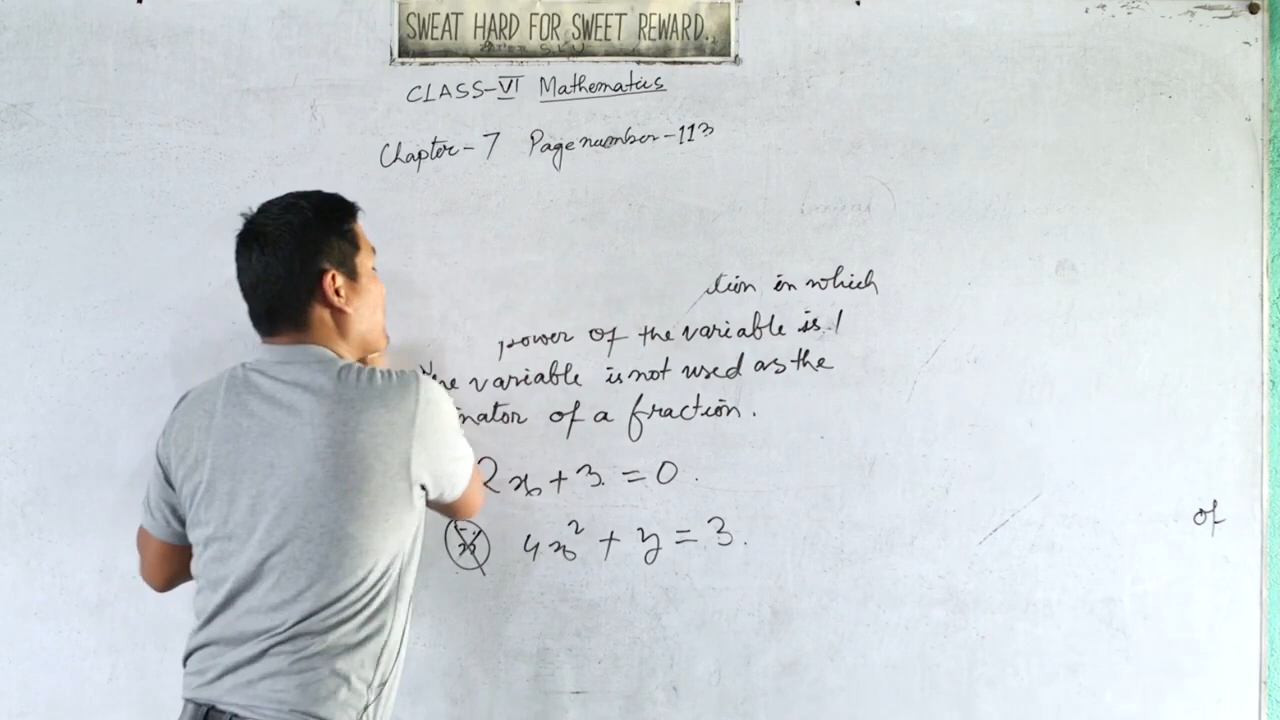 SWEAT HARD FOR SWEET REWARD..
CLASS-VI Mathematics
Chapter-7 Page number-113
tion in which
power of the variable is 1
variable is not used as the
nator of a fraction.
2x+3=0.
4x²+y=3.
of